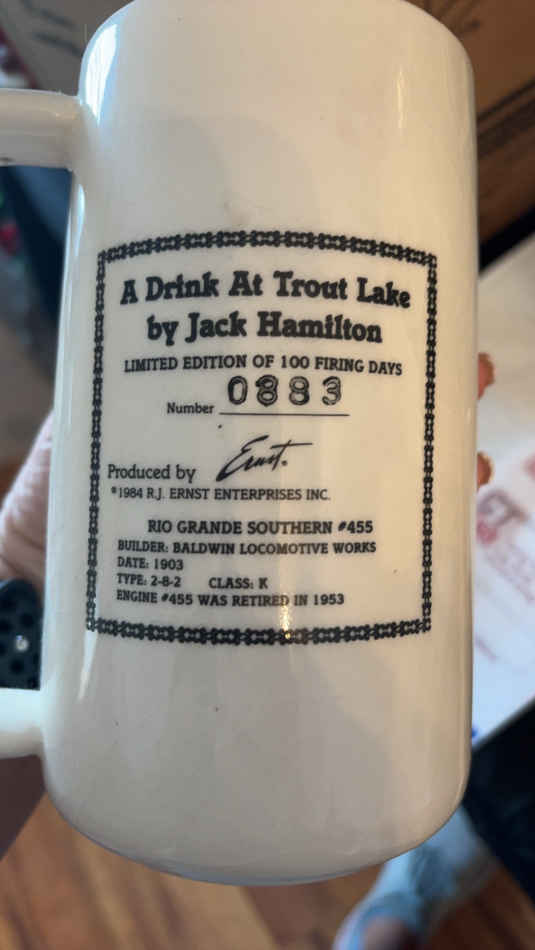 A Drink At Trout Lake
by Jack Hamilton
LIMITED EDITION OF 100 FIRING DAYS
Number 0883
Produced by Ernst.
©1984 R.J. ERNST ENTERPRISES INC.
RIO GRANDE SOUTHERN #455
BUILDER: BALDWIN LOCOMOTIVE WORKS
DATE: 1903
TYPE: 2-8-2 CLASS: K
ENGINE #455 WAS RETIRED IN 1953